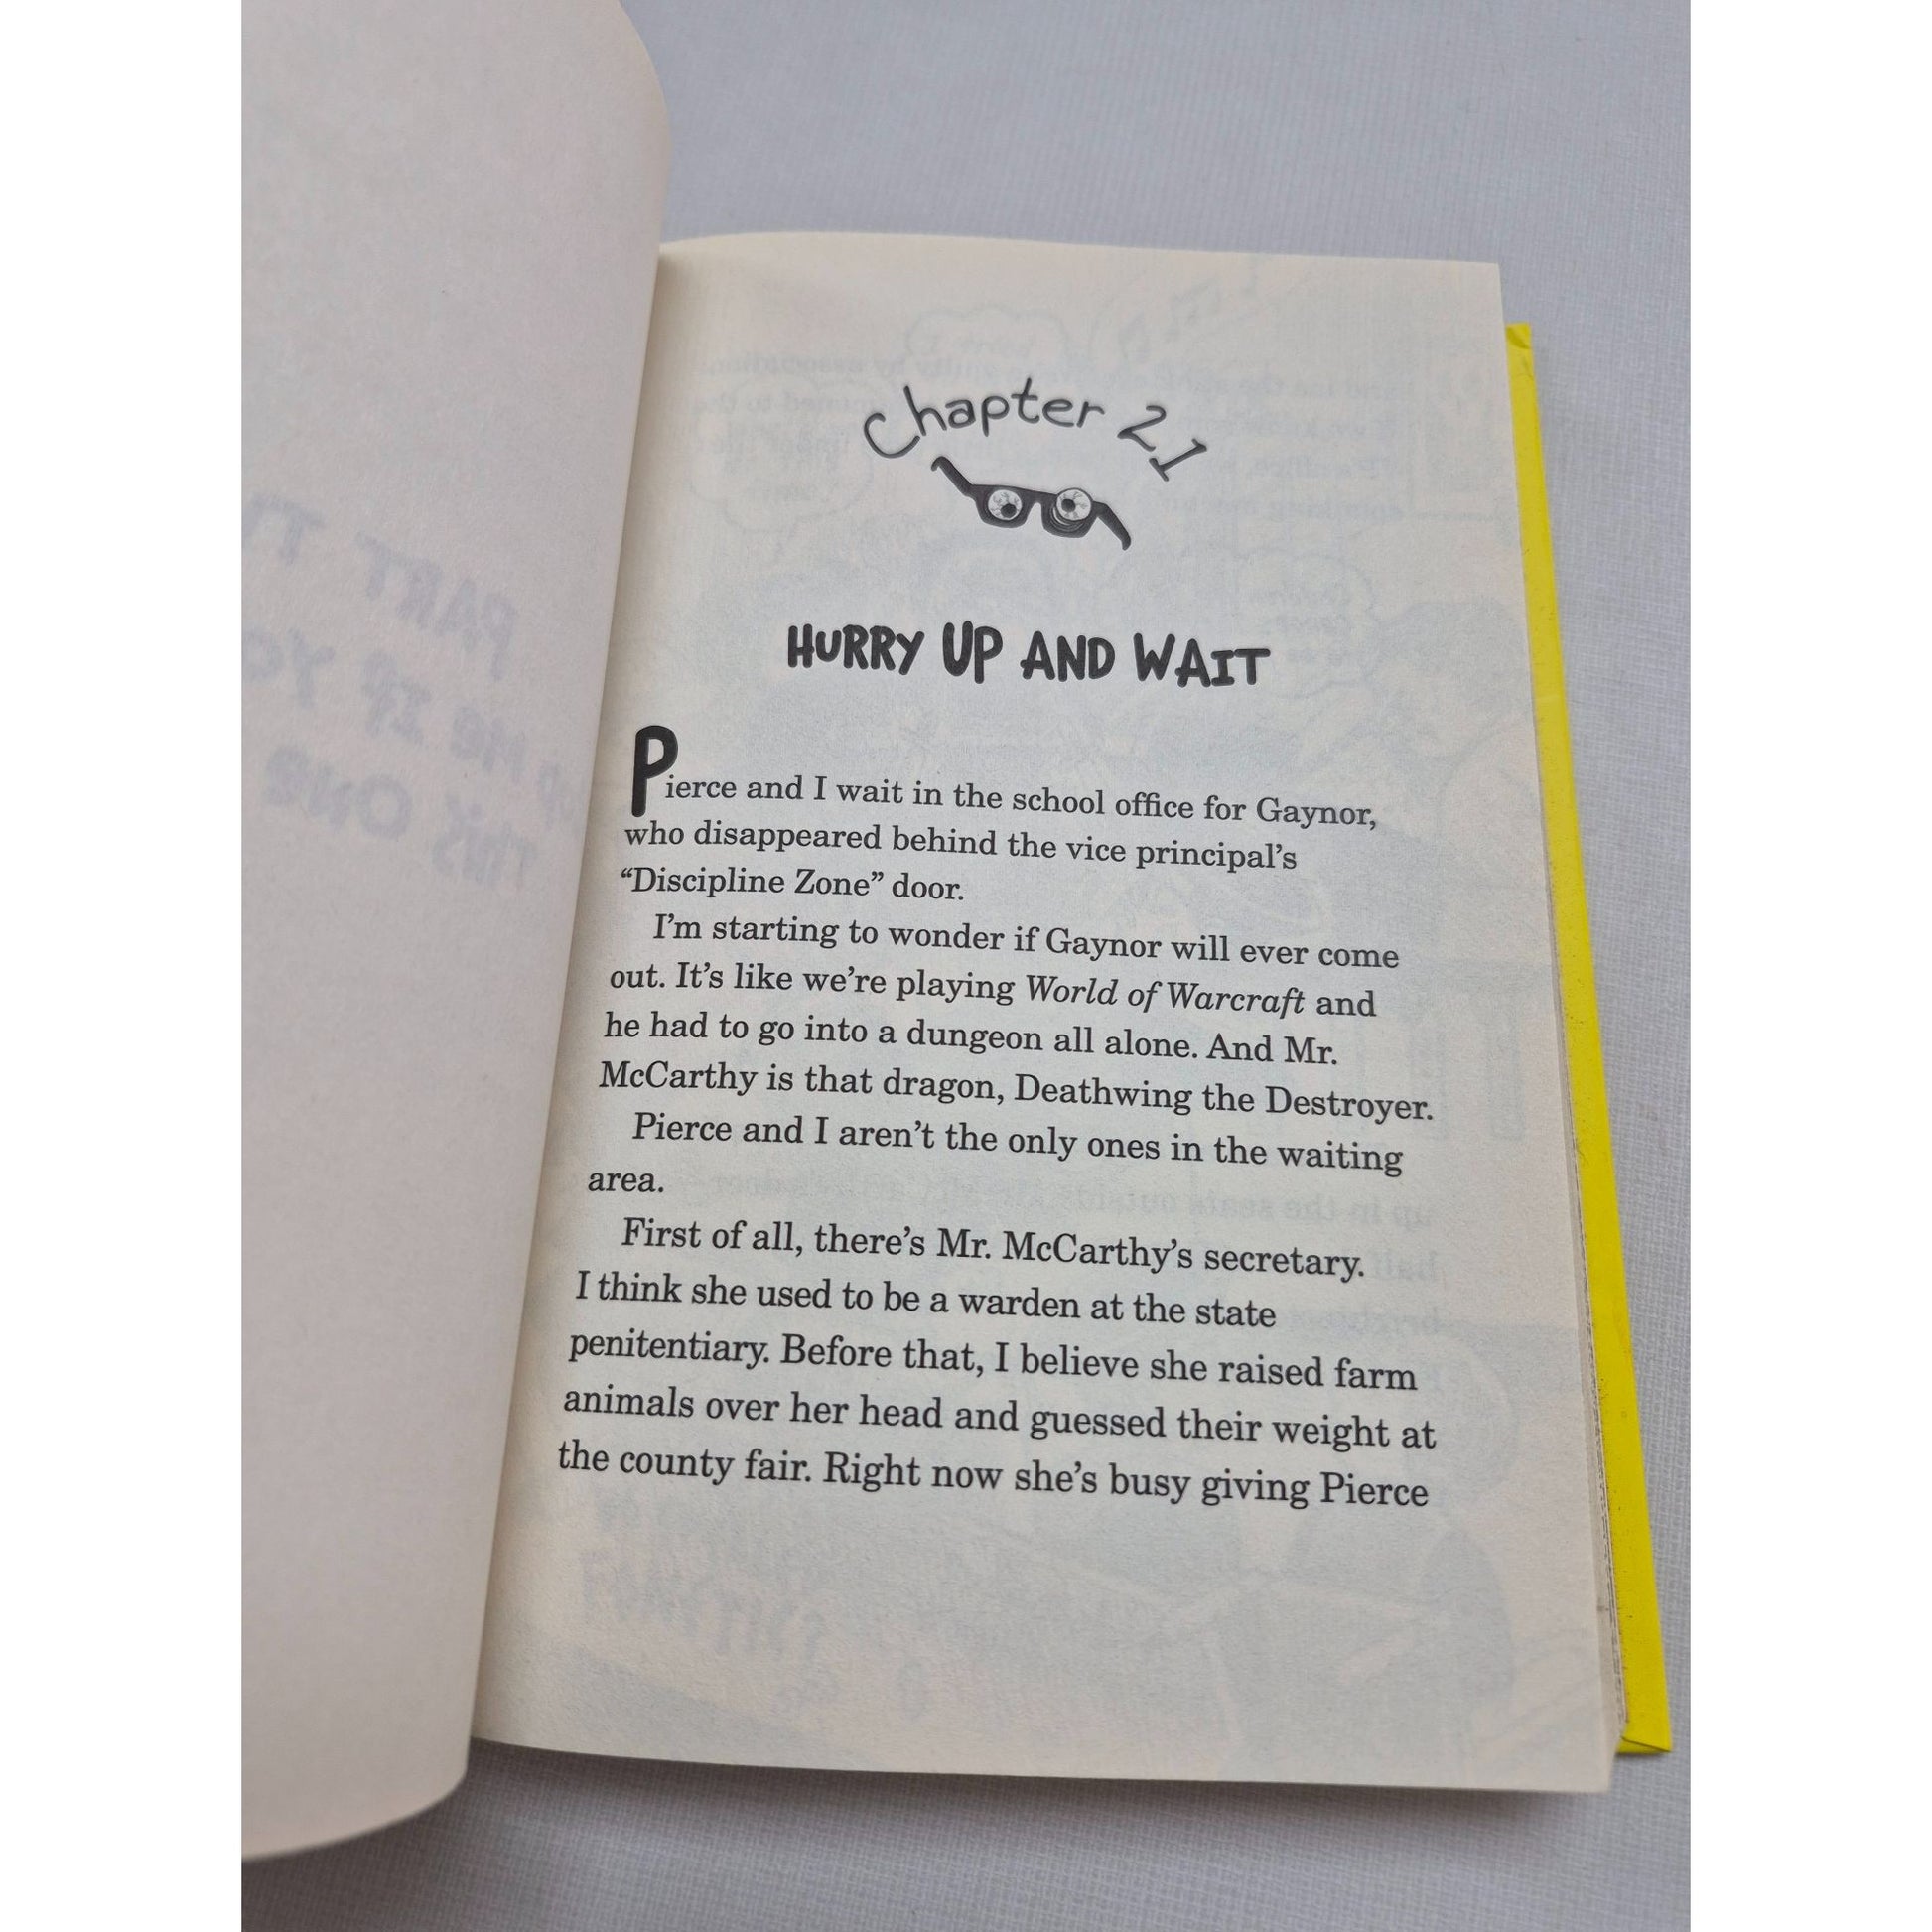 Chapter 21
HURRY UP AND WAIT
Pierce and I wait in the school office for Gaynor,
who disappeared behind the vice principal’s
“Discipline Zone” door.
I’m starting to wonder if Gaynor will ever come
out. It’s like we’re playing World of Warcraft and
he had to go into a dungeon all alone. And Mr.
McCarthy is that dragon, Deathwing the Destroyer.
Pierce and I aren’t the only ones in the waiting
area.
First of all, there’s Mr. McCarthy’s secretary.
I think she used to be a warden at the state
penitentiary. Before that, I believe she raised farm
animals over her head and guessed their weight at
the county fair. Right now she’s busy giving Pierce